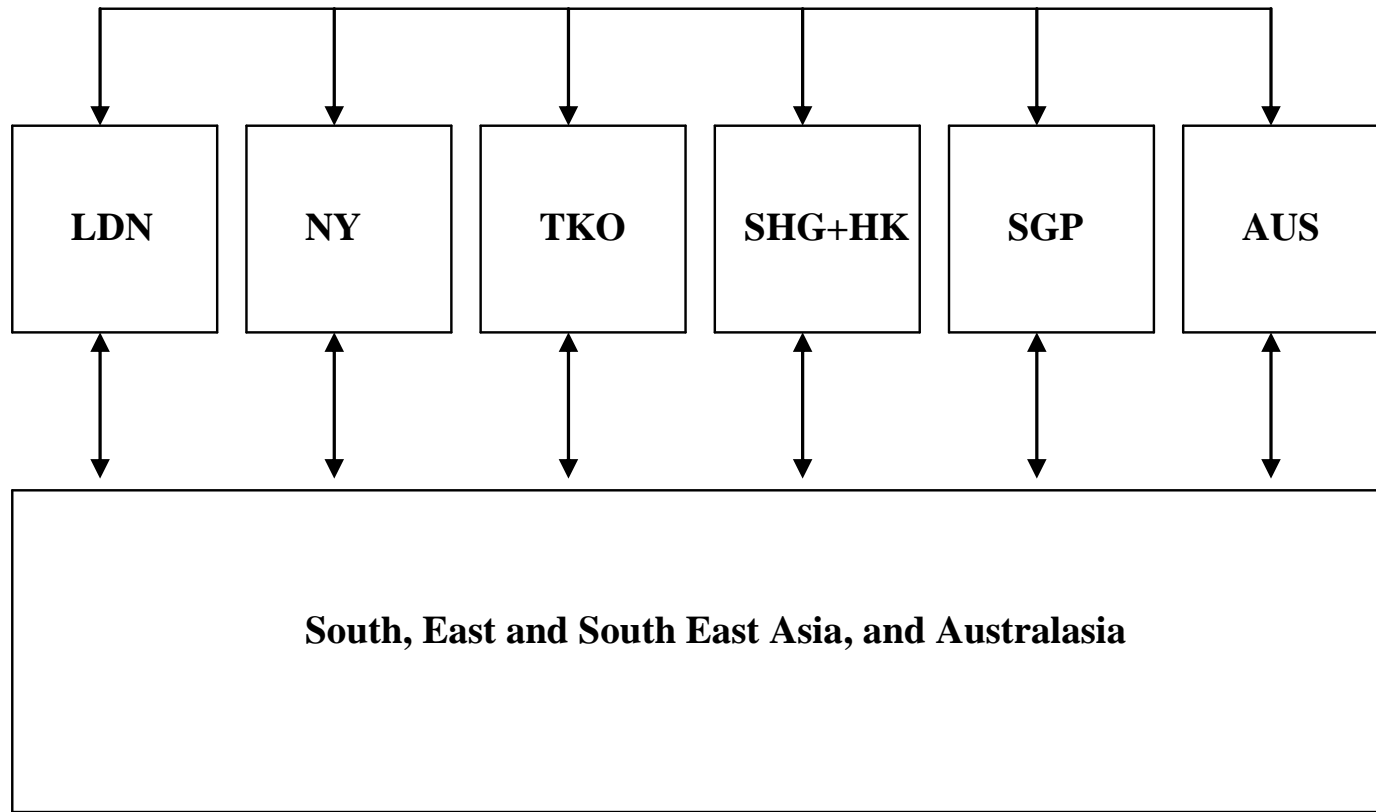 LDN
NY
TKO
SHG+HK
SGP
AUS
South, East and South East Asia, and Australasia